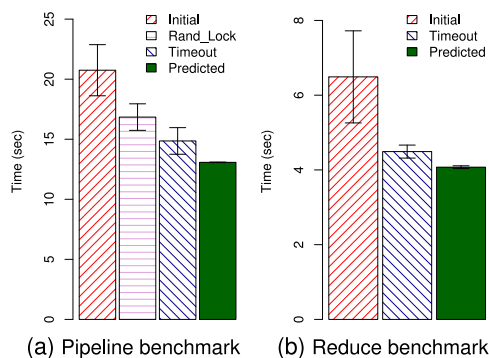 Initial
Rand_Lock
Timeout
Predicted
Time (sec)
0
5
10
15
20
25
(a) Pipeline benchmark
Initial
Timeout
Predicted
Time (sec)
0
2
4
6
8
(b) Reduce benchmark